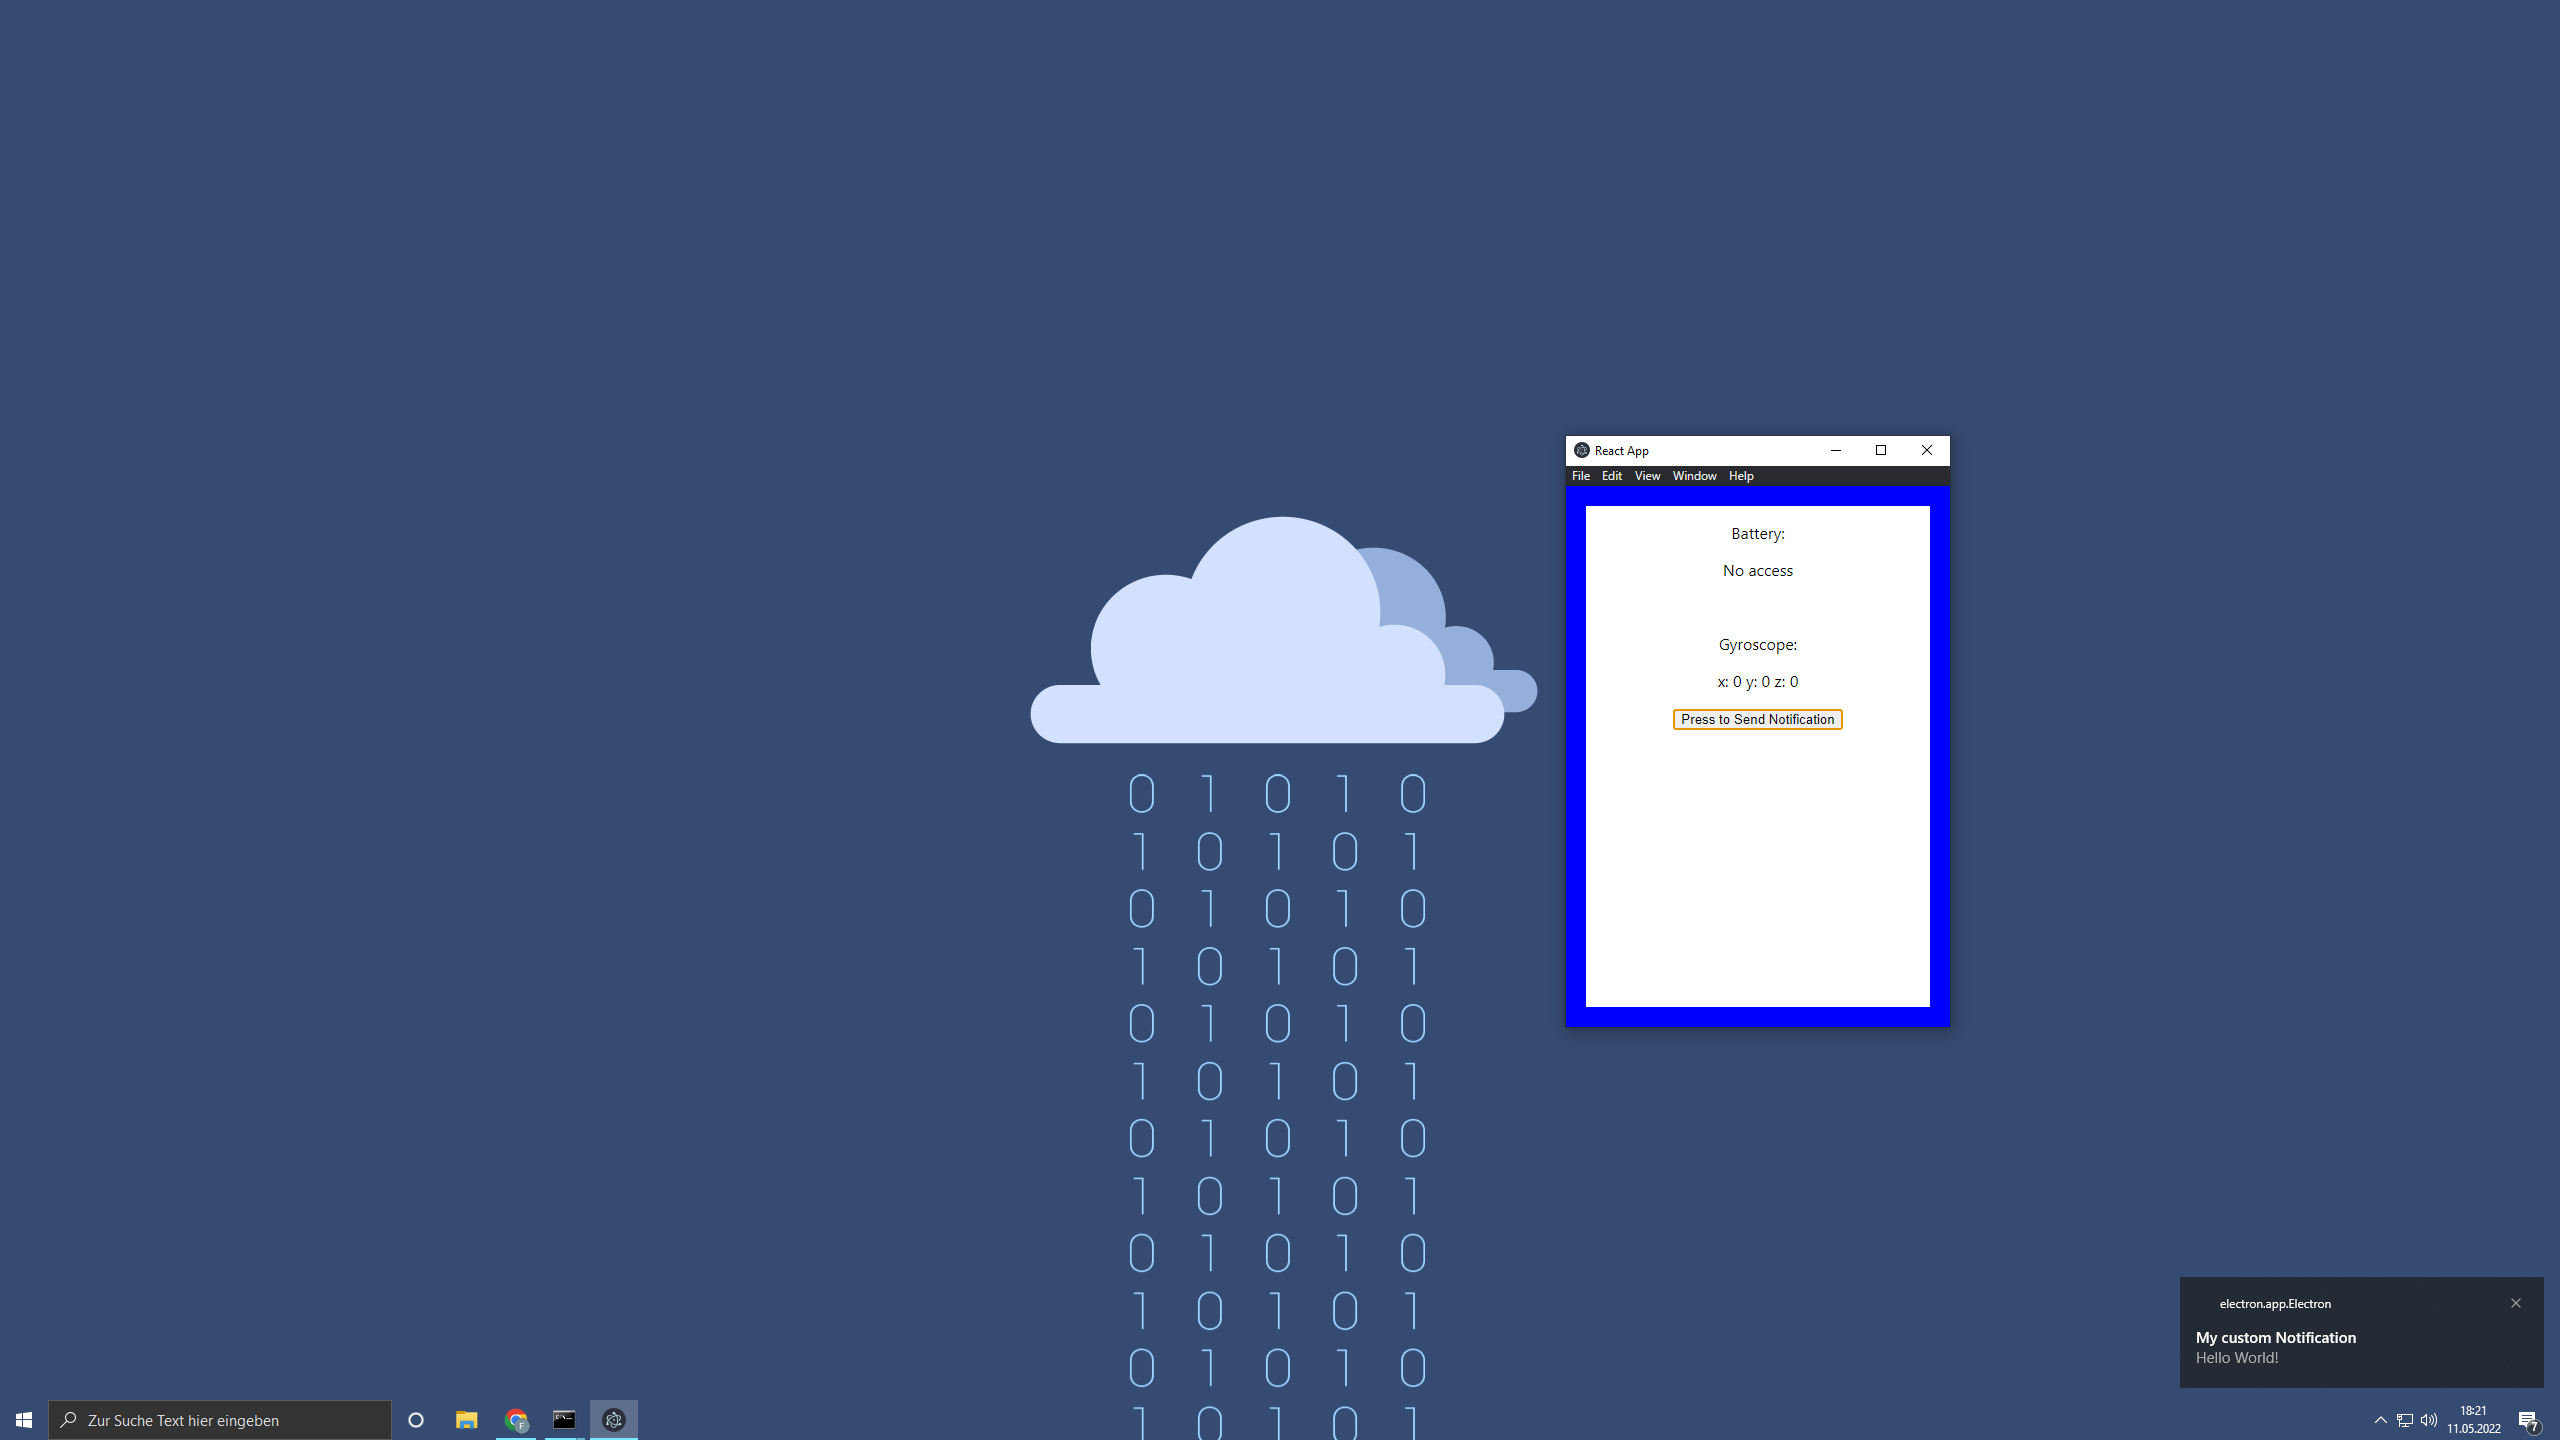 React App
File Edit View Window Help
Battery:
No access
Gyroscope:
x: 0 y: 0 z: 0
Press to Send Notification
0 1 0 1 0
1 0 1 0 1
0 1 0 1 0
1 0 1 0 1
0 1 0 1 0
1 0 1 0 1
0 1 0 1 0
1 0 1 0 1
0 1 0 1 0
1 0 1 0 1
0 1 0 1 0
1 0 1 0 1
electron.app.Electron
My custom Notification
Hello World!
Zur Suche Text hier eingeben
F
18:21
11.05.2022
7